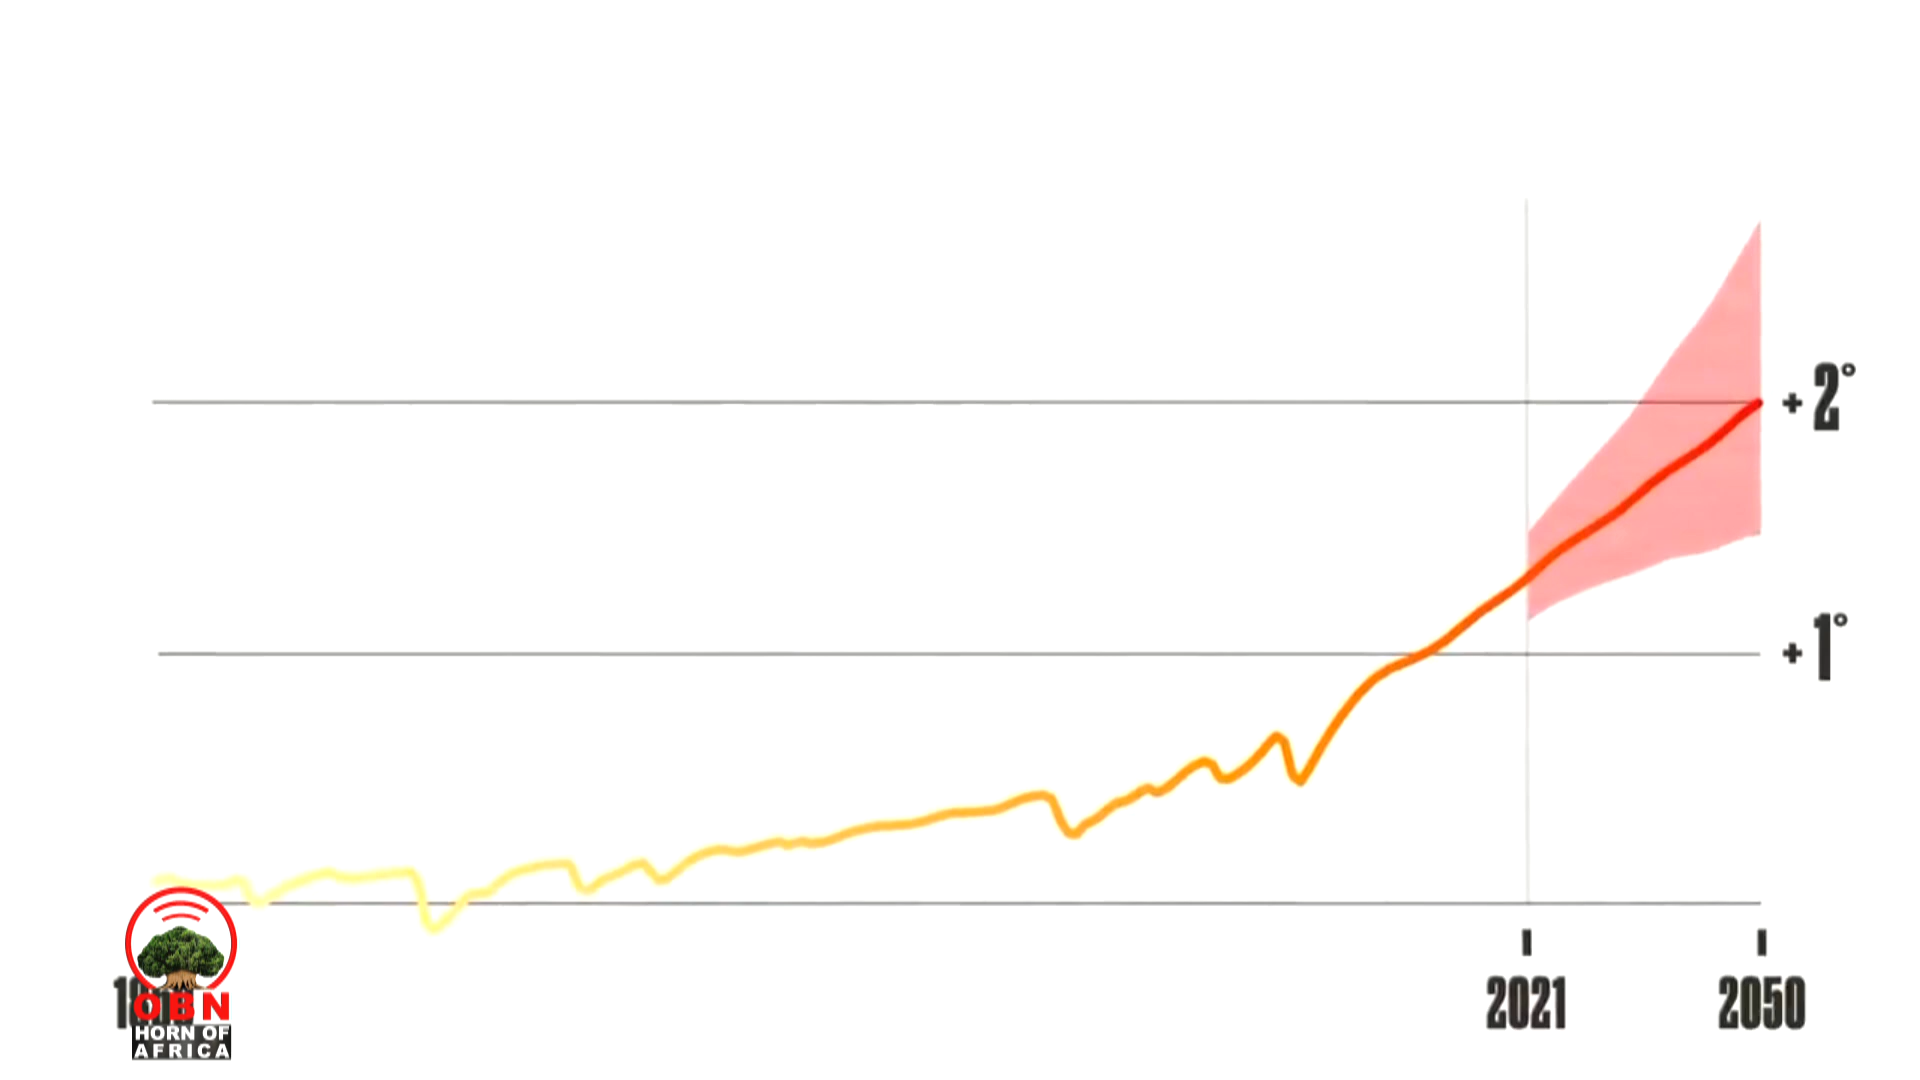 + 2°
+ 1°
2021
2050
OBN
HORN OF
AFRICA